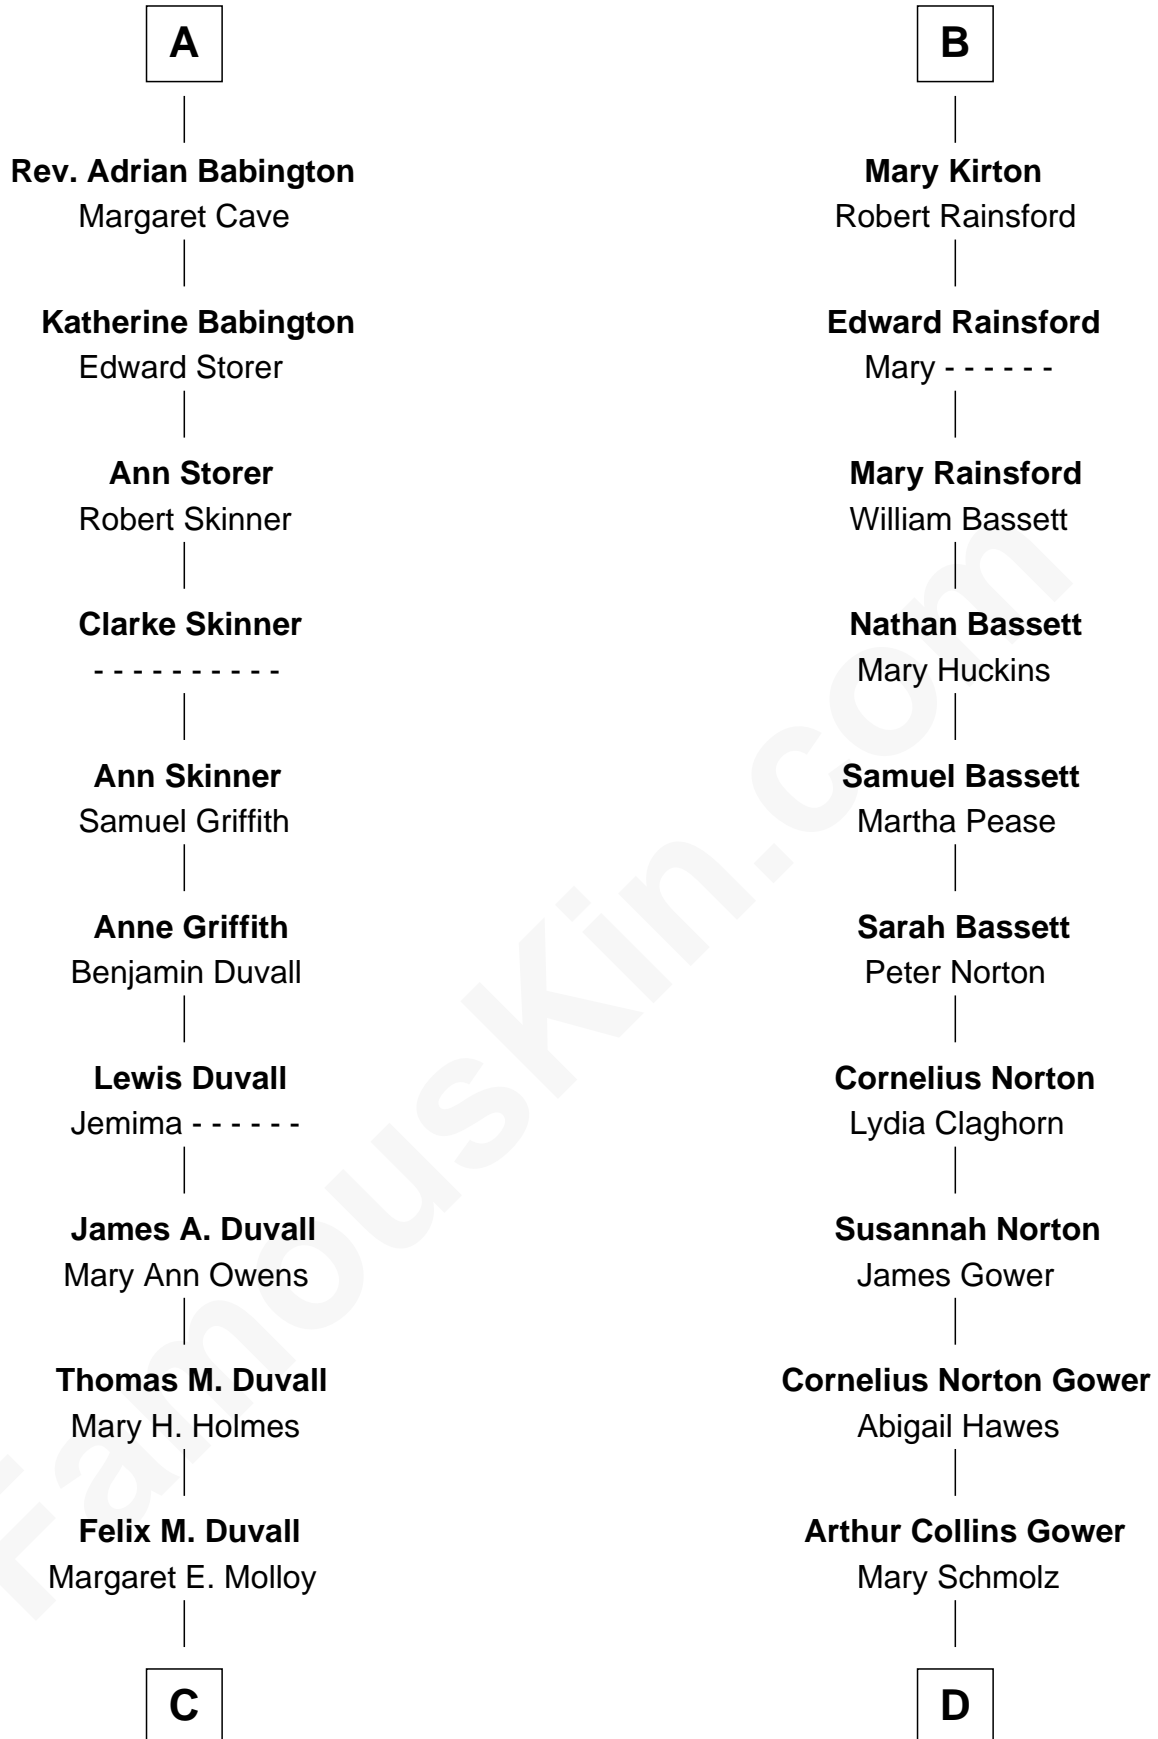 A
Rev. Adrian Babington
Margaret Cave
Katherine Babington
Edward Storer
Ann Storer
Robert Skinner
Clarke Skinner
- - - - - - - - - -
Ann Skinner
Samuel Griffith
Anne Griffith
Benjamin Duvall
Lewis Duvall
Jemima - - - - - -
James A. Duvall
Mary Ann Owens
Thomas M. Duvall
Mary H. Holmes
Felix M. Duvall
Margaret E. Molloy
C
B
Mary Kirton
Robert Rainsford
Edward Rainsford
Mary - - - - - -
Mary Rainsford
William Bassett
Nathan Bassett
Mary Huckins
Samuel Bassett
Martha Pease
Sarah Bassett
Peter Norton
Cornelius Norton
Lydia Claghorn
Susannah Norton
James Gower
Cornelius Norton Gower
Abigail Hawes
Arthur Collins Gower
Mary Schmolz
D
FamousKin.com